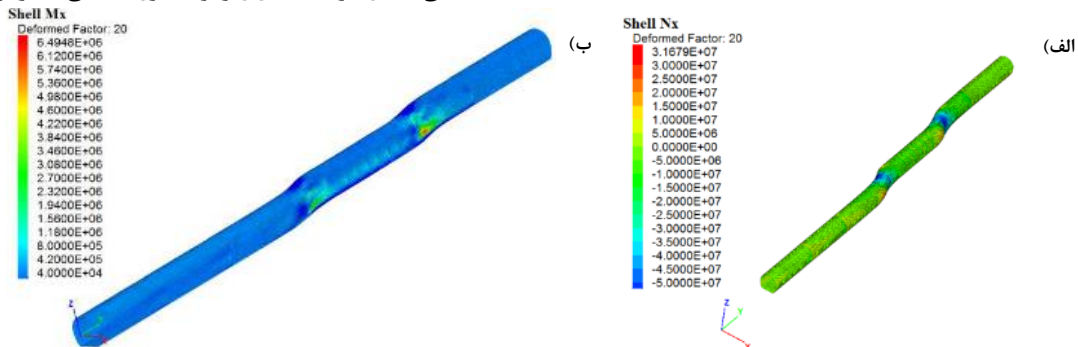 Shell Mx
Deformed Factor: 20
6.4948E+06
6.1200E+06
5.7400E+06
5.3600E+06
4.9800E+06
4.6000E+06
4.2200E+06
3.8400E+06
3.4600E+06
3.0800E+06
2.7000E+06
2.3200E+06
1.9400E+06
1.5600E+06
1.1800E+06
8.0000E+05
4.2000E+05
4.0000E+04
ب)
Shell Nx
Deformed Factor: 20
3.1679E+07
3.0000E+07
2.5000E+07
2.0000E+07
1.5000E+07
1.0000E+07
5.0000E+06
0.0000E+00
-5.0000E+06
-1.0000E+07
-1.5000E+07
-2.0000E+07
-2.5000E+07
-3.0000E+07
-3.5000E+07
-4.0000E+07
-4.5000E+07
-5.0000E+07
الف)
z
Z
Y
X